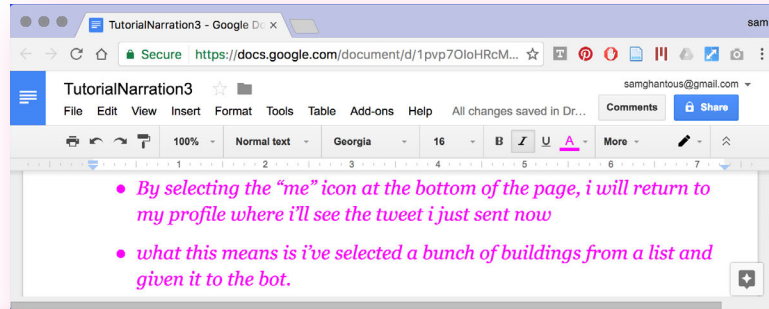 TutorialNarration3 - Google Do
sam
Secure https://docs.google.com/document/d/1pvp7OloHRcM...
TutorialNarration3
samghantous@gmail.com
File Edit View Insert Format Tools Table Add-ons Help All changes saved in Dr... Comments Share
100% Normal text Georgia 16 B I U A More
1 2 3 4 5 6 7
• By selecting the “me” icon at the bottom of the page, i will return to
my profile where i’ll see the tweet i just sent now
• what this means is i’ve selected a bunch of buildings from a list and
given it to the bot.